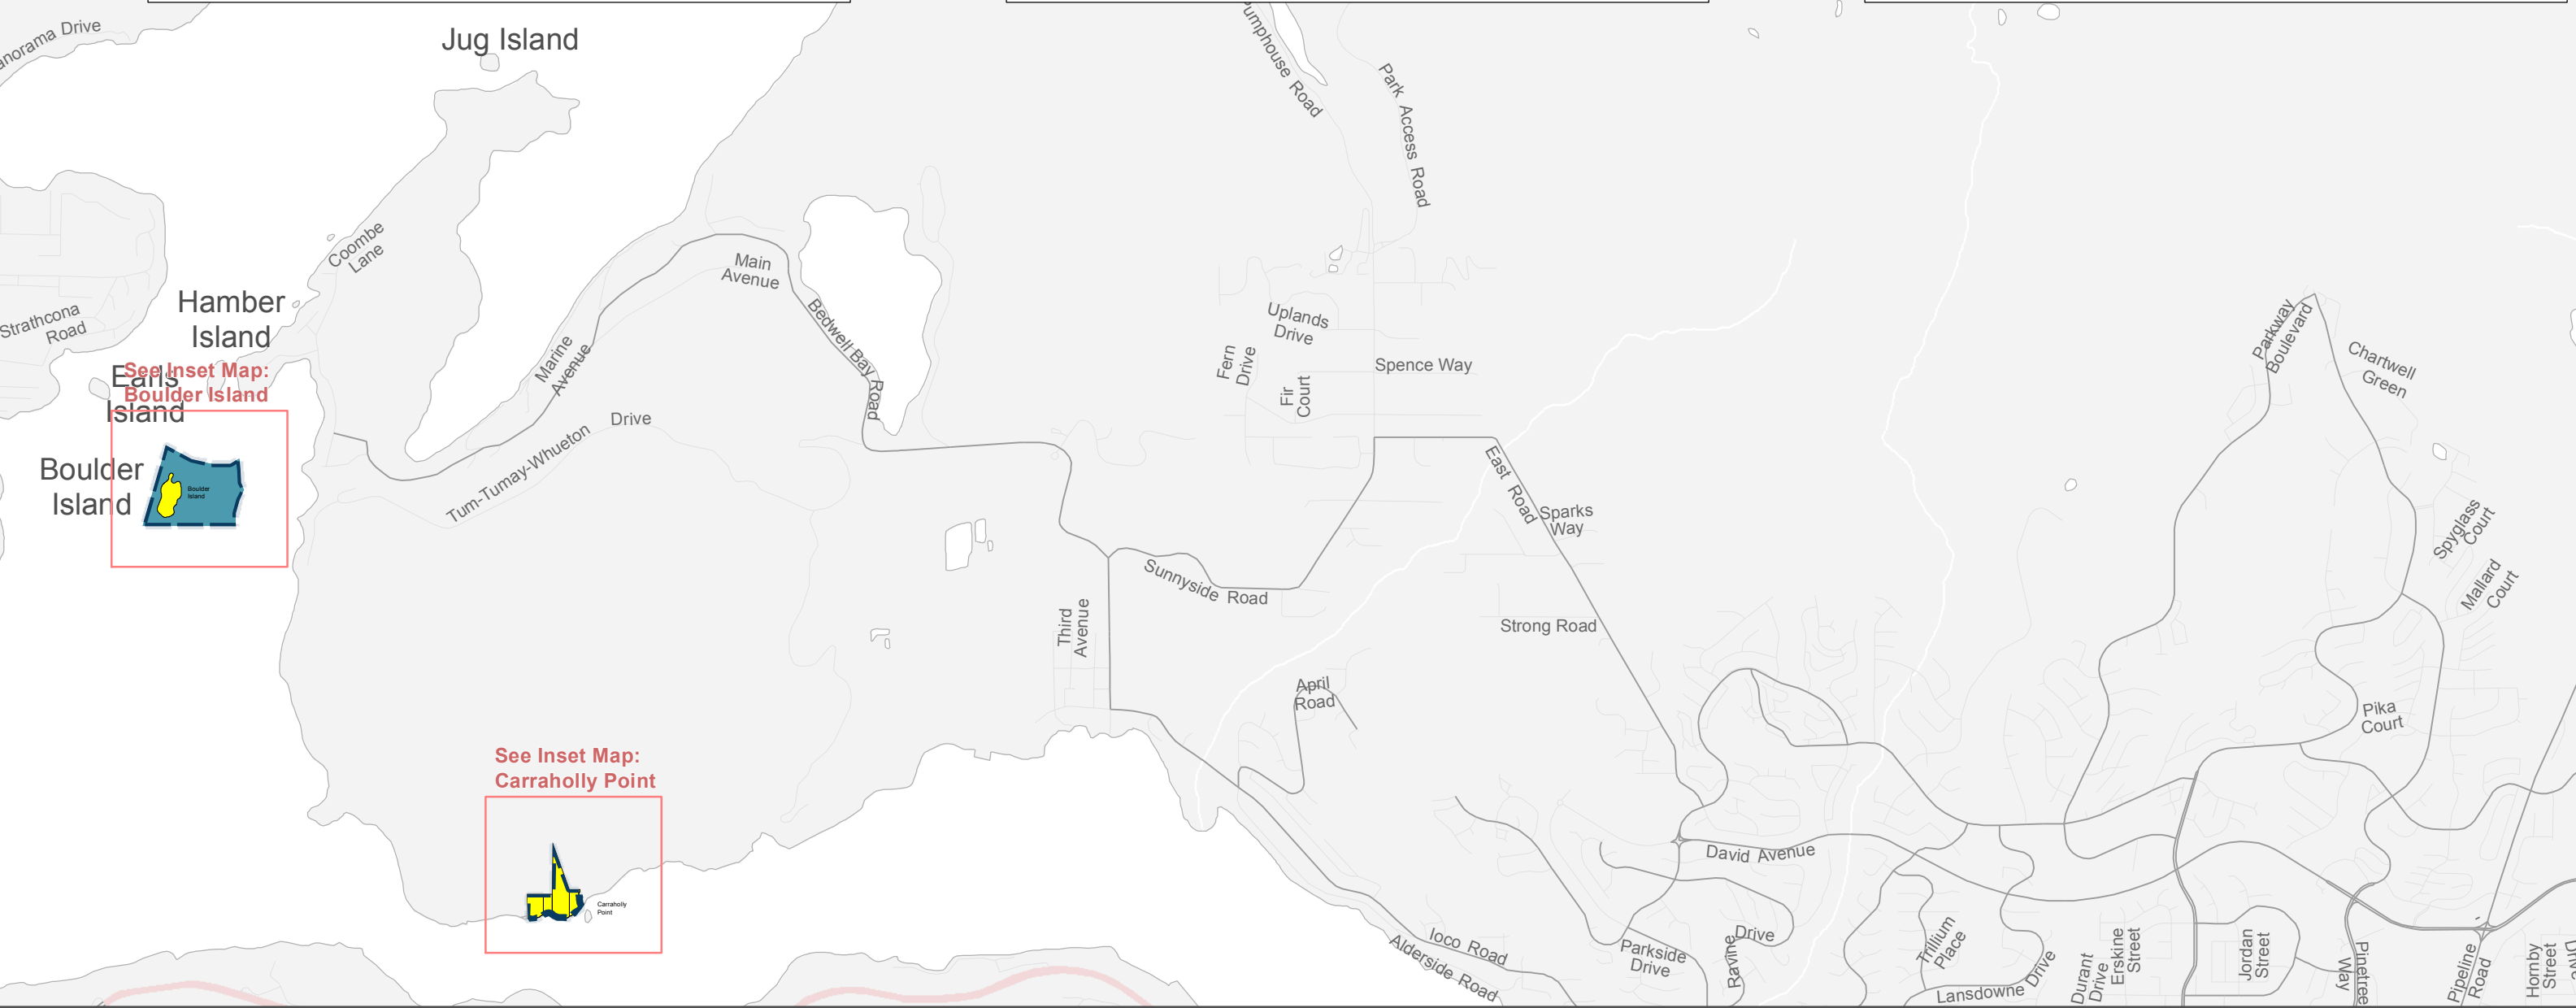 Panorama Drive
Jug Island
Pumphouse Road
Park Access Road
Coombe
Lane
Main
Avenue
Hamber
Island
Strathcona
Road
Uplands
Drive
Parkway
Boulevard
Bedwell Bay Road
Marine
Avenue
Fern
Drive
Spence Way
Chartwell
Green
See Inset Map:
Boulder Island
Earls
Island
Fir
Court
Drive
Tum-Tumay-Whueton
Boulder
Island
Boulder
Island
East Road
Sparks
Way
Spyglass
Court
Mallard
Court
Sunnyside Road
Third
Avenue
Strong Road
April
Road
Pika
Court
See Inset Map:
Carraholly Point
Carraholly
Point
David Avenue
Ioco Road
Alderside Road
Parkside
Drive
Ravine
Drive
Trillium
Place
Lansdowne
Drive
Durant
Drive
Erskine
Street
Jordan
Street
Pinetree
Way
Pipeline
Road
Hornby
Street